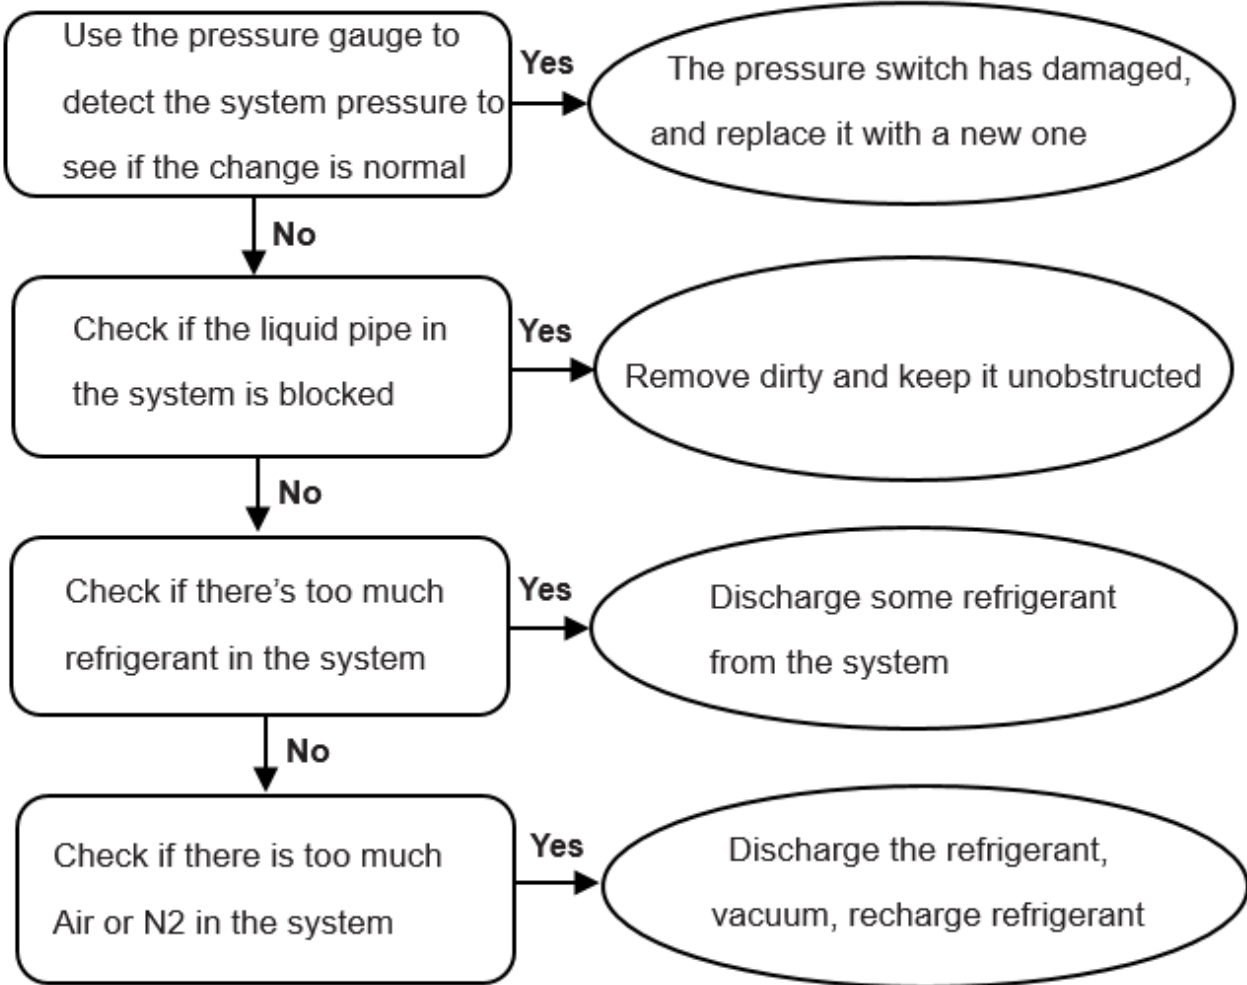 Use the pressure gauge to
detect the system pressure to
see if the change is normal
Yes
The pressure switch has damaged,
and replace it with a new one
No
Check if the liquid pipe in
the system is blocked
Yes
Remove dirty and keep it unobstructed
No
Check if there's too much
refrigerant in the system
Yes
Discharge some refrigerant
from the system
No
Check if there is too much
Air or N2 in the system
Yes
Discharge the refrigerant,
vacuum, recharge refrigerant